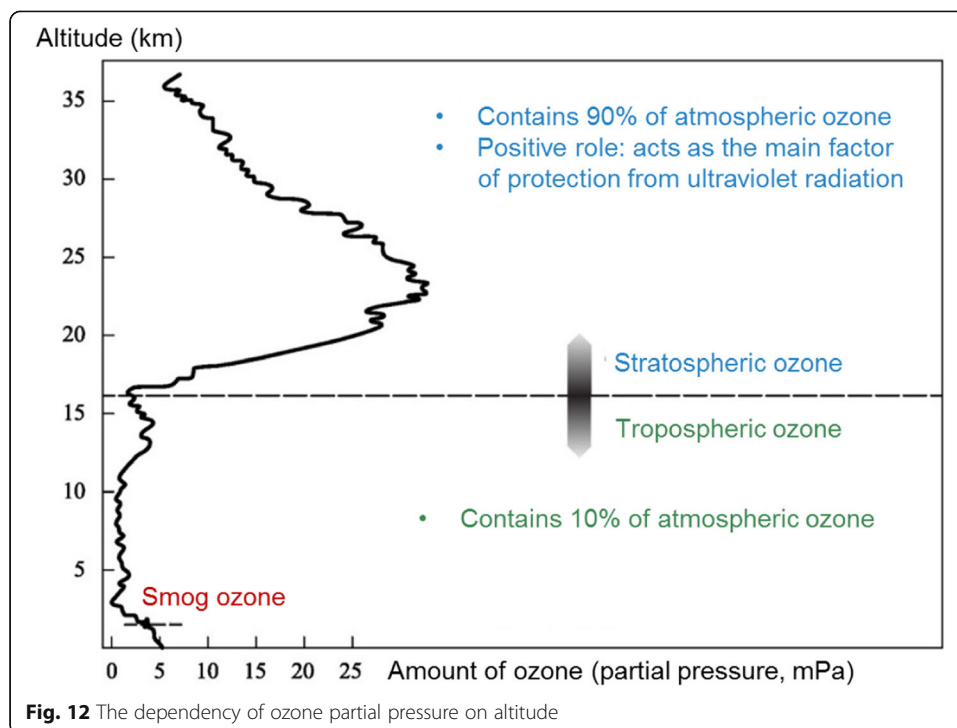 Altitude (km)
35
• Contains 90% of atmospheric ozone
• Positive role: acts as the main factor
of protection from ultraviolet radiation
30
25
20
Stratospheric ozone
15
Tropospheric ozone
10
• Contains 10% of atmospheric ozone
5
Smog ozone
0 5 10 15 20 25 Amount of ozone (partial pressure, mPa)
Fig. 12 The dependency of ozone partial pressure on altitude